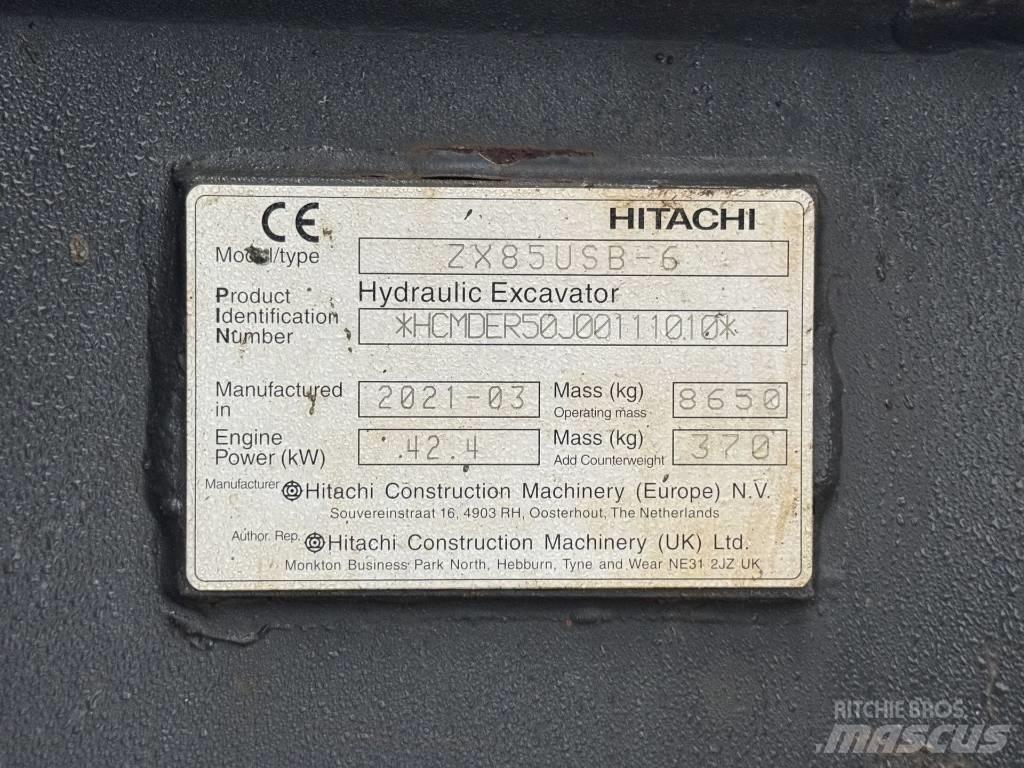 CE HITACHI
Model/type ZX85USB-6
Product Hydraulic Excavator
Identification
Number *HCMDER50J00111010*
Manufactured in 2021-03 Mass (kg) Operating mass 8650
Engine Power (kW) 42.4 Mass (kg) Add Counterweight 370
Manufacturer Hitachi Construction Machinery (Europe) N.V.
Souvereinstraat 16, 4903 RH, Oosterhout, The Netherlands
Author. Rep. Hitachi Construction Machinery (UK) Ltd.
Monkton Business Park North, Hebburn, Tyne and Wear NE31 2JZ UK
RITCHIE BROS.
mascus